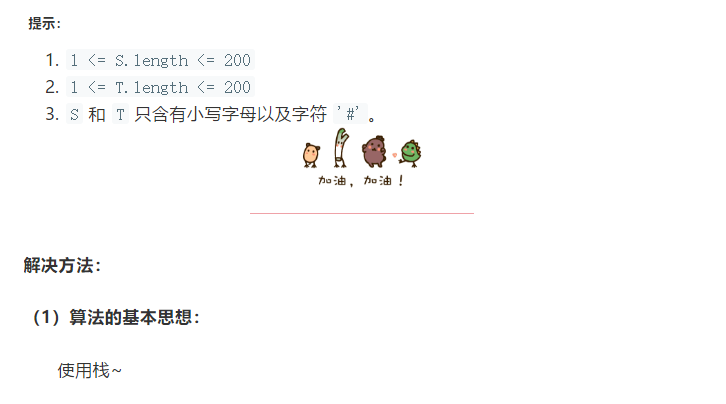 提示：
1. 1 <= S.length <= 200
2. 1 <= T.length <= 200
3. S 和 T 只含有小写字母以及字符 '#'。
加油，加油！
解决方法：
（1）算法的基本思想：
使用栈~